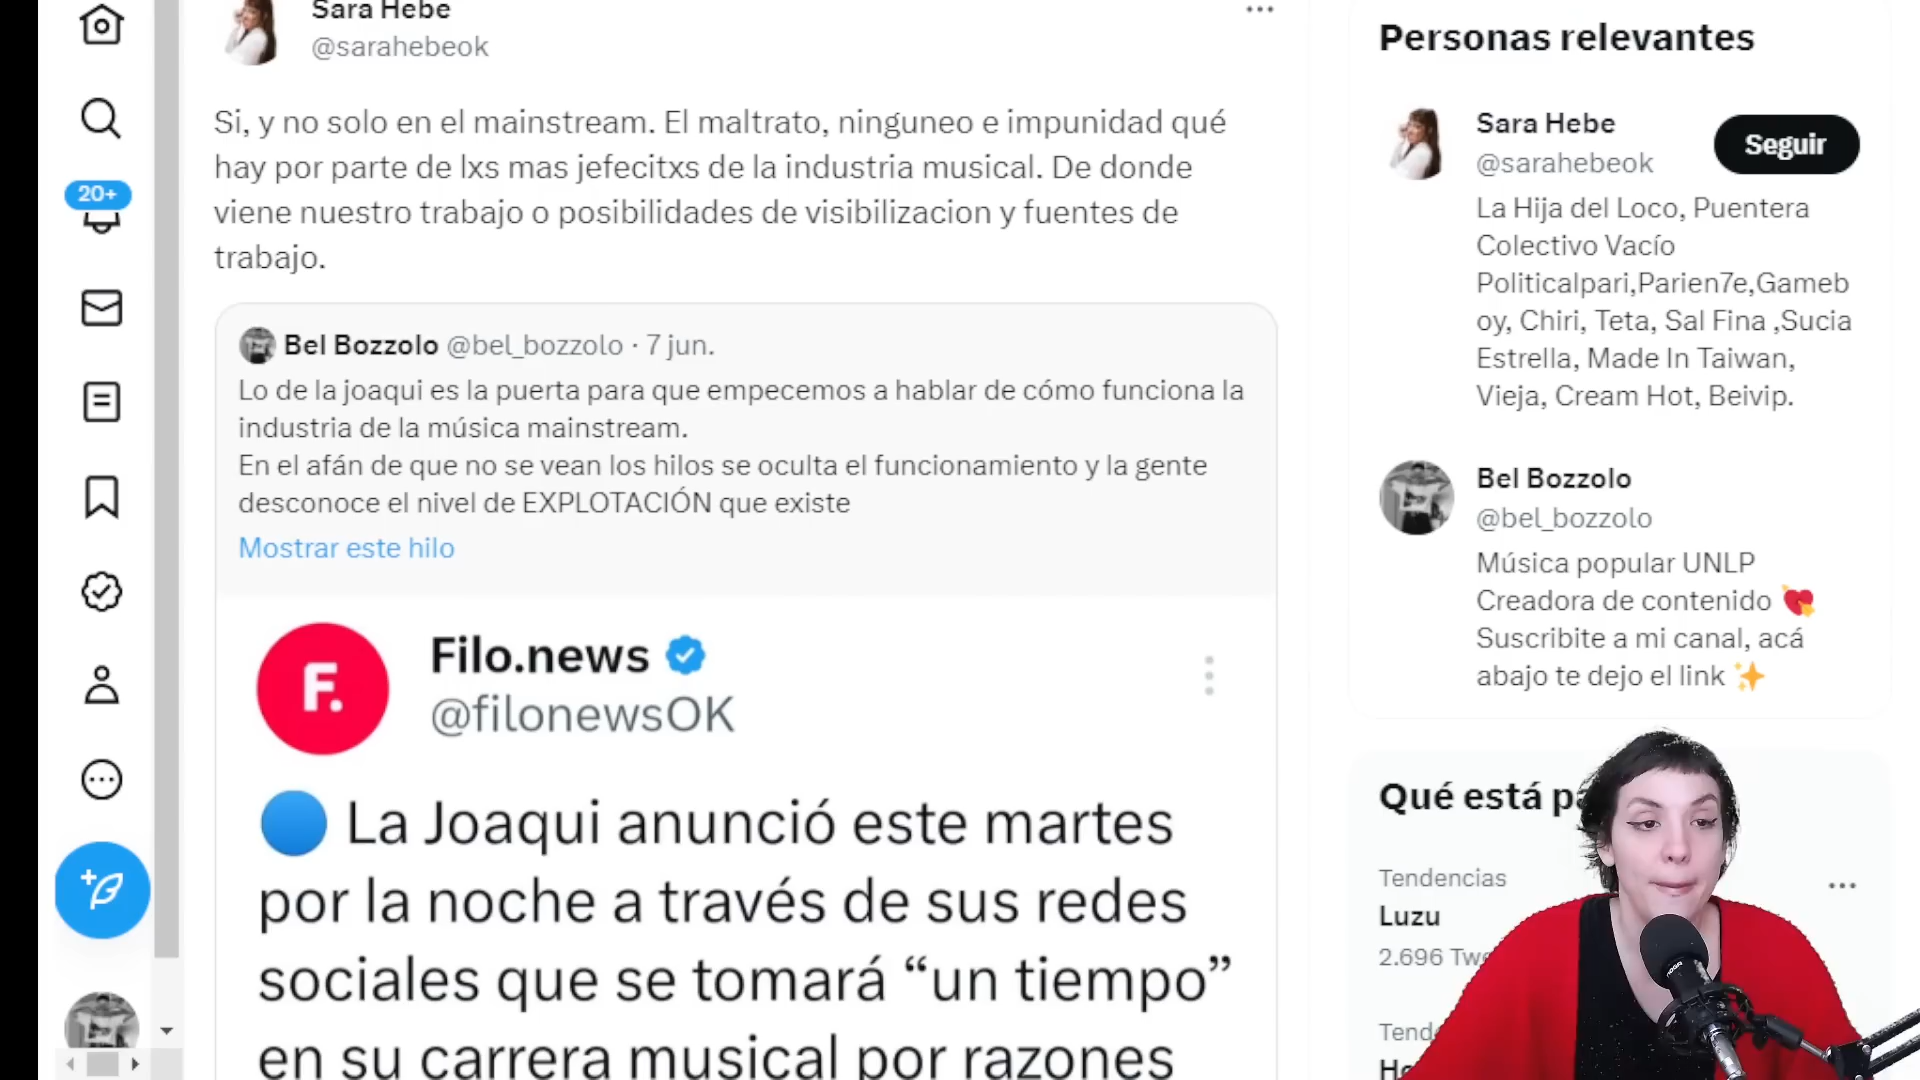 Sara Hebe
@sarahebeok
Si, y no solo en el mainstream. El maltrato, ninguneo e impunidad qué
hay por parte de lxs mas jefecitxs de la industria musical. De donde
viene nuestro trabajo o posibilidades de visibilizacion y fuentes de
trabajo.
20+
Bel Bozzolo @bel_bozzolo · 7 jun.
Lo de la joaqui es la puerta para que empecemos a hablar de cómo funciona la
industria de la música mainstream.
En el afán de que no se vean los hilos se oculta el funcionamiento y la gente
desconoce el nivel de EXPLOTACIÓN que existe
Mostrar este hilo
F.
Filo.news
@filonewsOK
La Joaqui anunció este martes
por la noche a través de sus redes
sociales que se tomará “un tiempo”
en su carrera musical por razones
Personas relevantes
Sara Hebe
@sarahebeok
Seguir
La Hija del Loco, Puentera
Colectivo Vacío
Politicalpari,Parien7e,Gameb
oy, Chiri, Teta, Sal Fina ,Sucia
Estrella, Made In Taiwan,
Vieja, Cream Hot, Beivip.
Bel Bozzolo
@bel_bozzolo
Música popular UNLP
Creadora de contenido 💘
Suscribite a mi canal, acá
abajo te dejo el link ✨
Qué está
Tendencias
Luzu
2.696